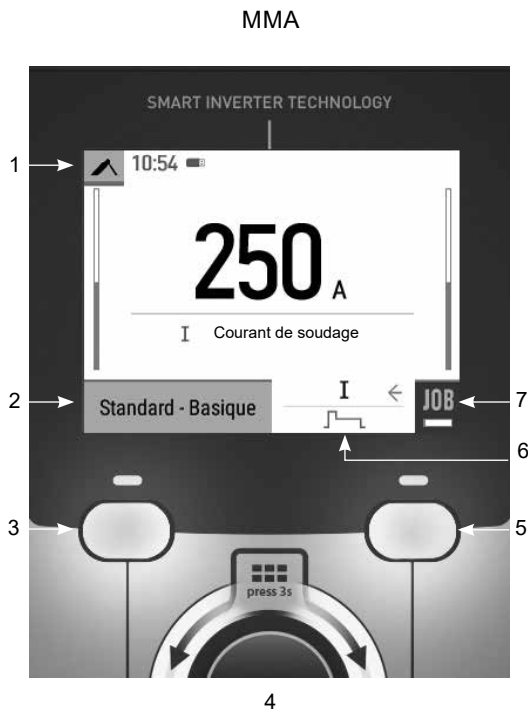 MMA
SMART INVERTER TECHNOLOGY
1
10:54
250 A
I Courant de soudage
2
Standard - Basique
I
JOB
7
6
3
5
press 3s
4